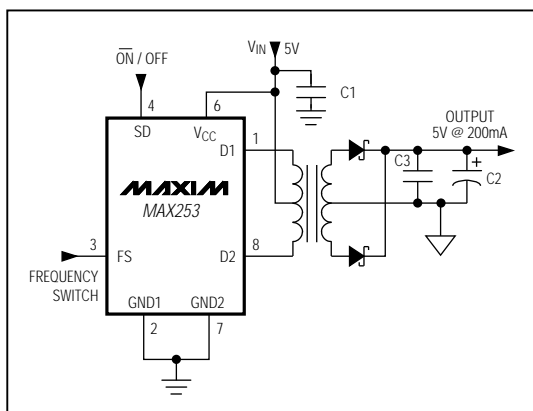 ON / OFF
VIN 5V
4
6
C1
SD
VCC
D1
1
OUTPUT
5V @ 200mA
MAXIM
MAX253
C3
+
C2
3
FS
D2
8
FREQUENCY
SWITCH
GND1
GND2
2
7